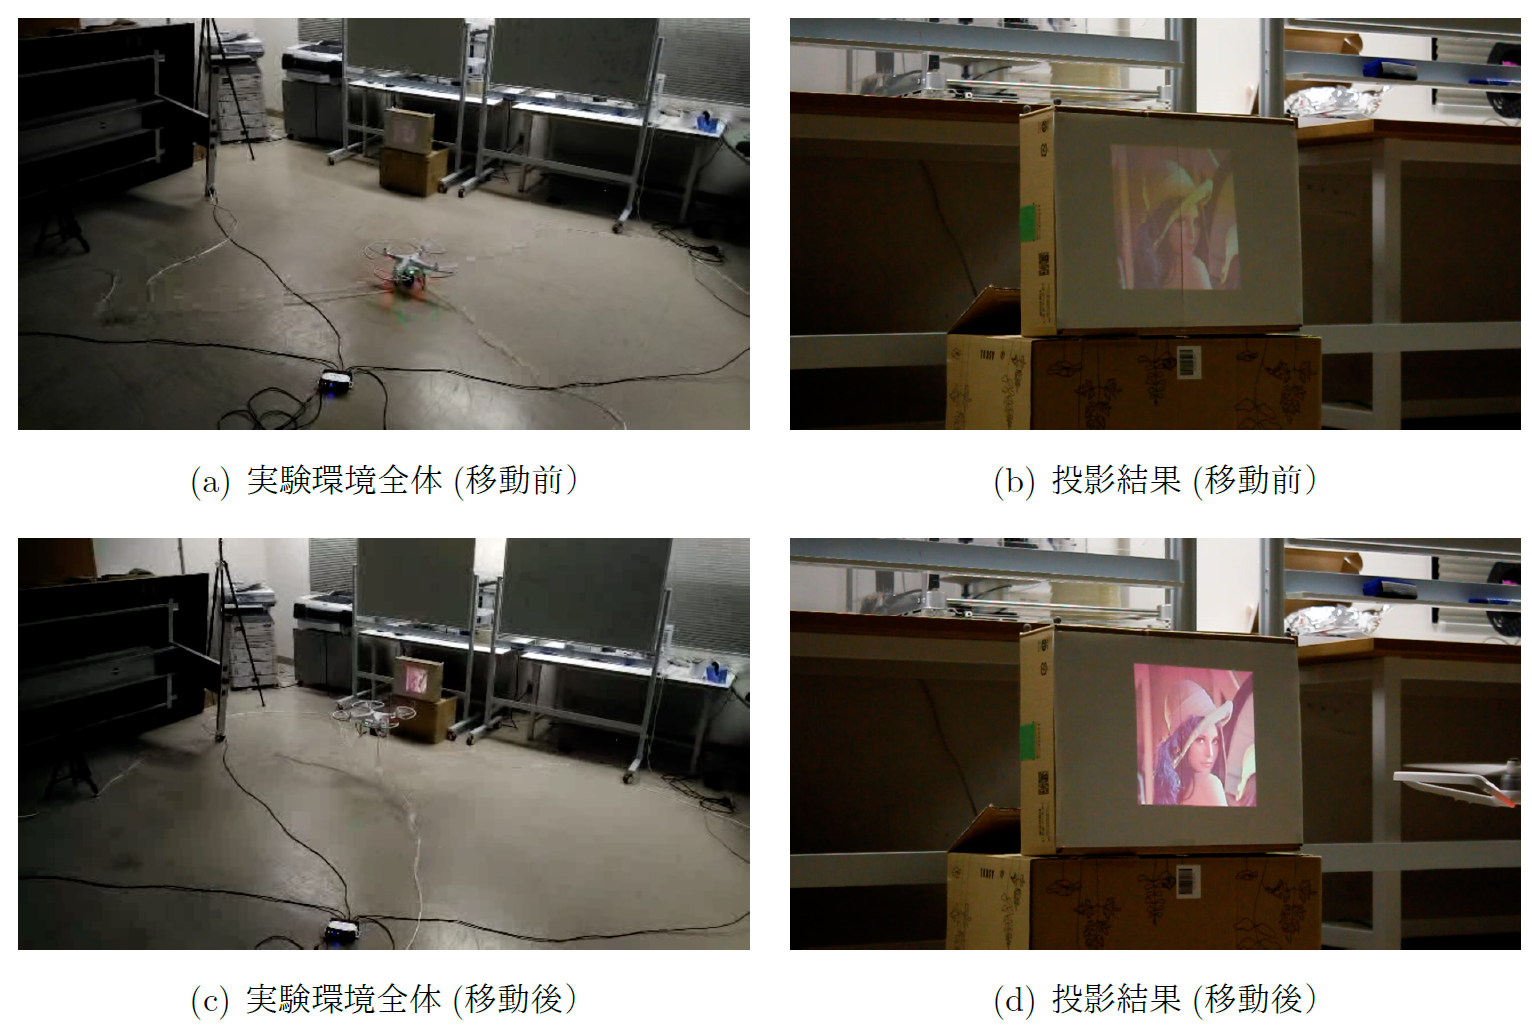 (a) 実験環境全体 (移動前）
(b) 投影結果 (移動前）
(c) 実験環境全体 (移動後）
(d) 投影結果 (移動後）